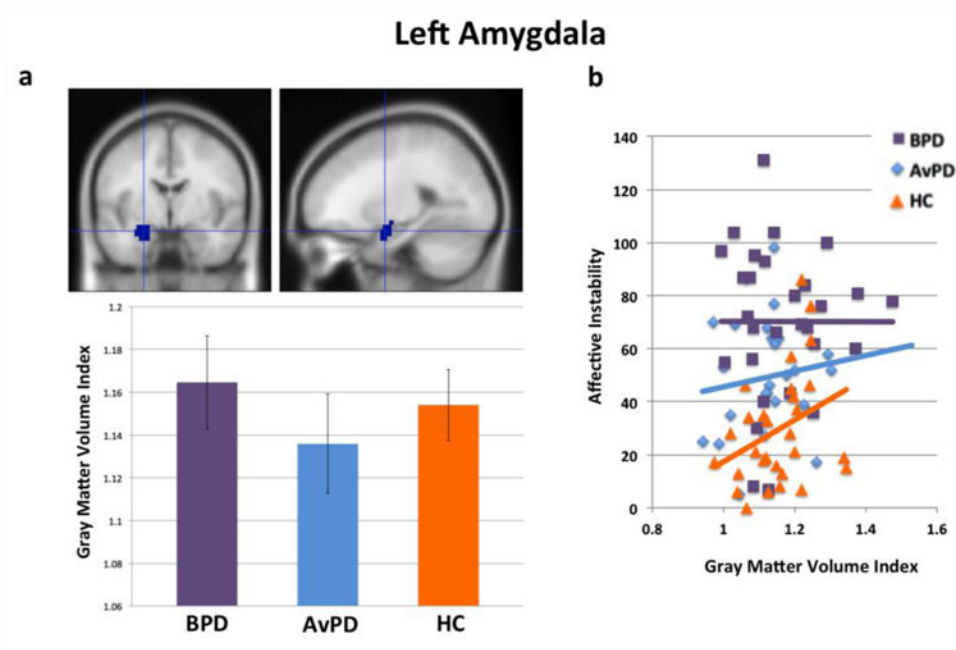 Left Amygdala
a
b
1.2
1.18
1.16
1.14
1.12
1.1
1.08
1.06
Gray Matter Volume Index
BPD
AvPD
HC
140
120
100
80
60
40
20
0
Affective Instability
0.8
1
1.2
1.4
1.6
Gray Matter Volume Index
BPD
AvPD
HC